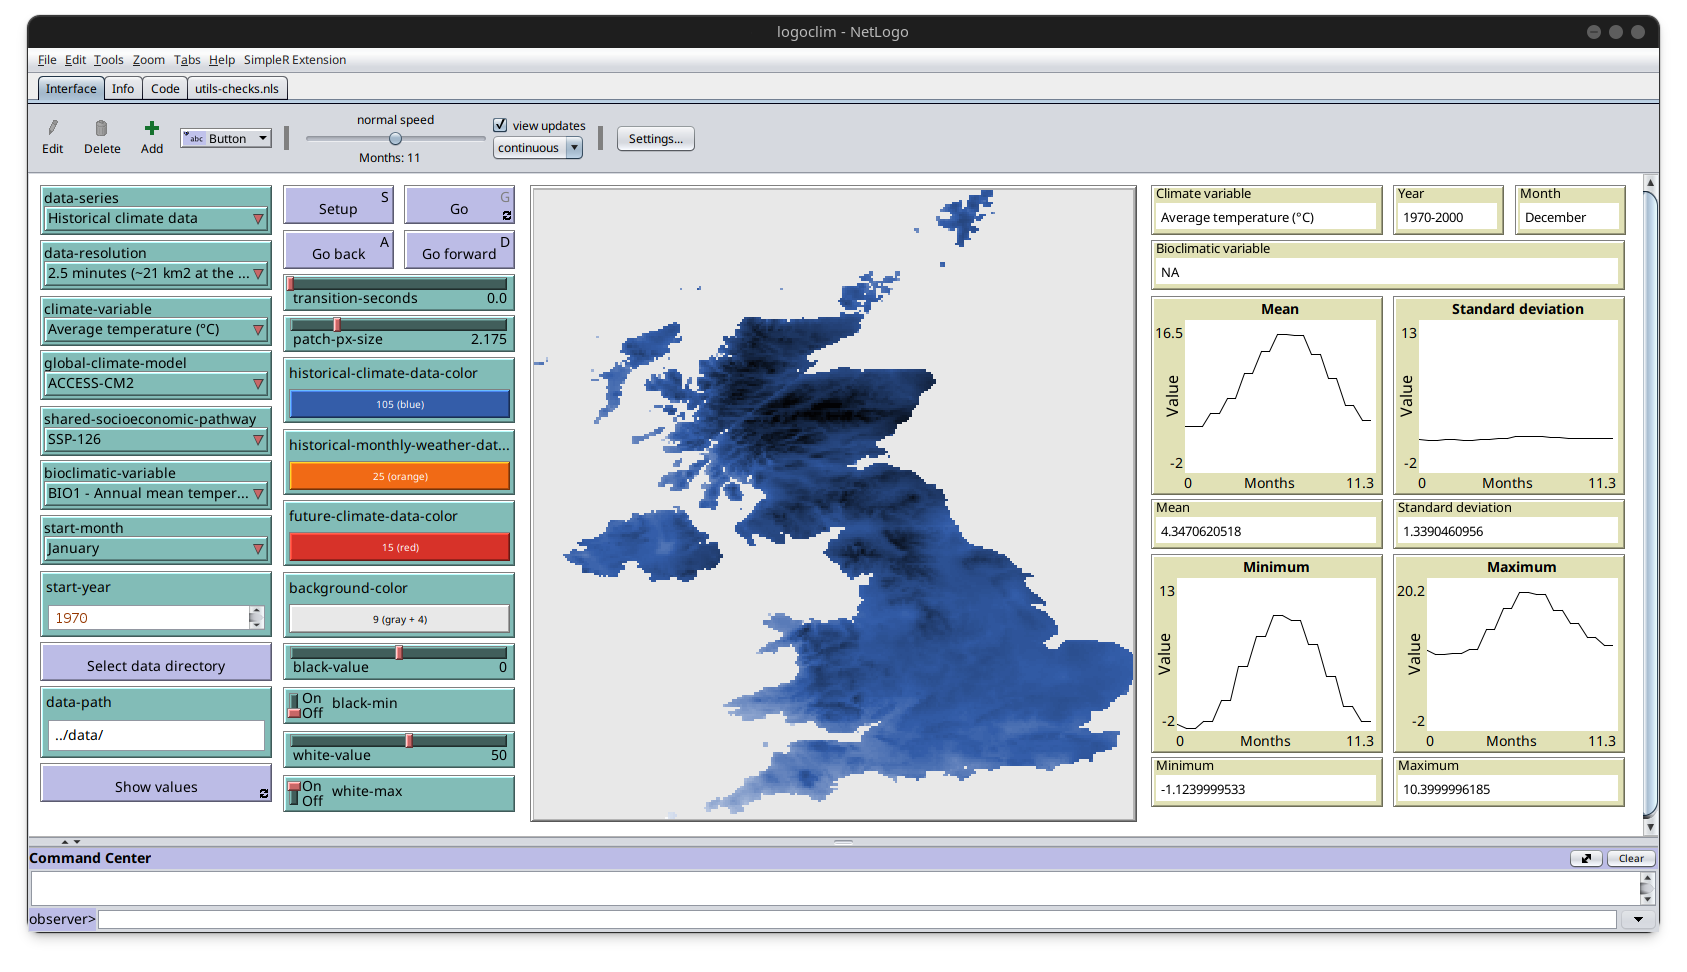 logoclim - NetLogo
File Edit Tools Zoom Tabs Help SimpleR Extension
Interface Info Code utils-checks.nls
Edit Delete Add abc Button
normal speed
Months: 11
view updates
continuous
Settings...
data-series
Historical climate data
data-resolution
2.5 minutes (~21 km2 at the ...
climate-variable
Average temperature (°C)
global-climate-model
ACCESS-CM2
shared-socioeconomic-pathway
SSP-126
bioclimatic-variable
BIO1 - Annual mean temper...
start-month
January
start-year
1970
Select data directory
data-path
../data/
Show values
Setup S
Go G
Go back A
Go forward D
transition-seconds 0.0
patch-px-size 2.175
historical-climate-data-color
105 (blue)
historical-monthly-weather-dat...
25 (orange)
future-climate-data-color
15 (red)
background-color
9 (gray + 4)
black-value 0
On
Off
black-min
white-value 50
On
Off
white-max
Climate variable
Average temperature (°C)
Year
1970-2000
Month
December
Bioclimatic variable
NA
Mean
16.5
Value
-2
0 Months 11.3
Standard deviation
13
Value
-2
0 Months 11.3
Mean
4.3470620518
Standard deviation
1.3390460956
Minimum
13
Value
-2
0 Months 11.3
Maximum
20.2
Value
-2
0 Months 11.3
Minimum
-1.1239999533
Maximum
10.3999996185
Command Center
Clear
observer>